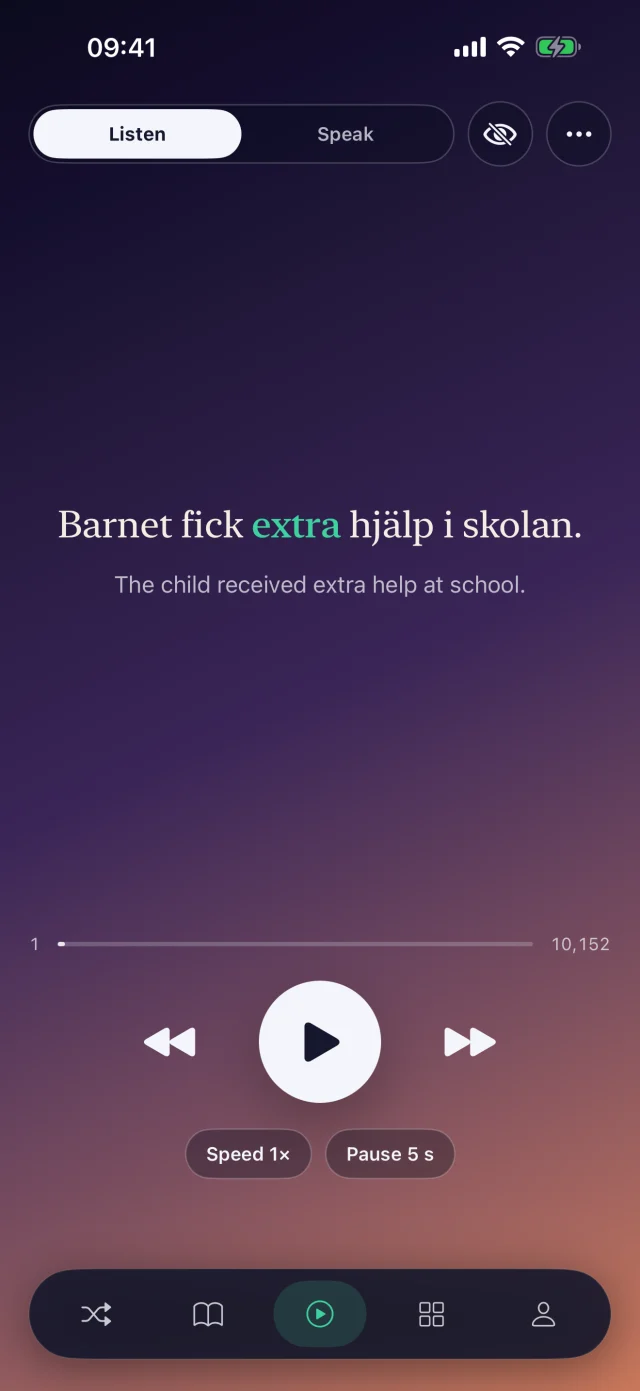 09:41
Listen
Speak
Barnet fick extra hjälp i skolan.
The child received extra help at school.
1
10,152
Speed 1×
Pause 5 s